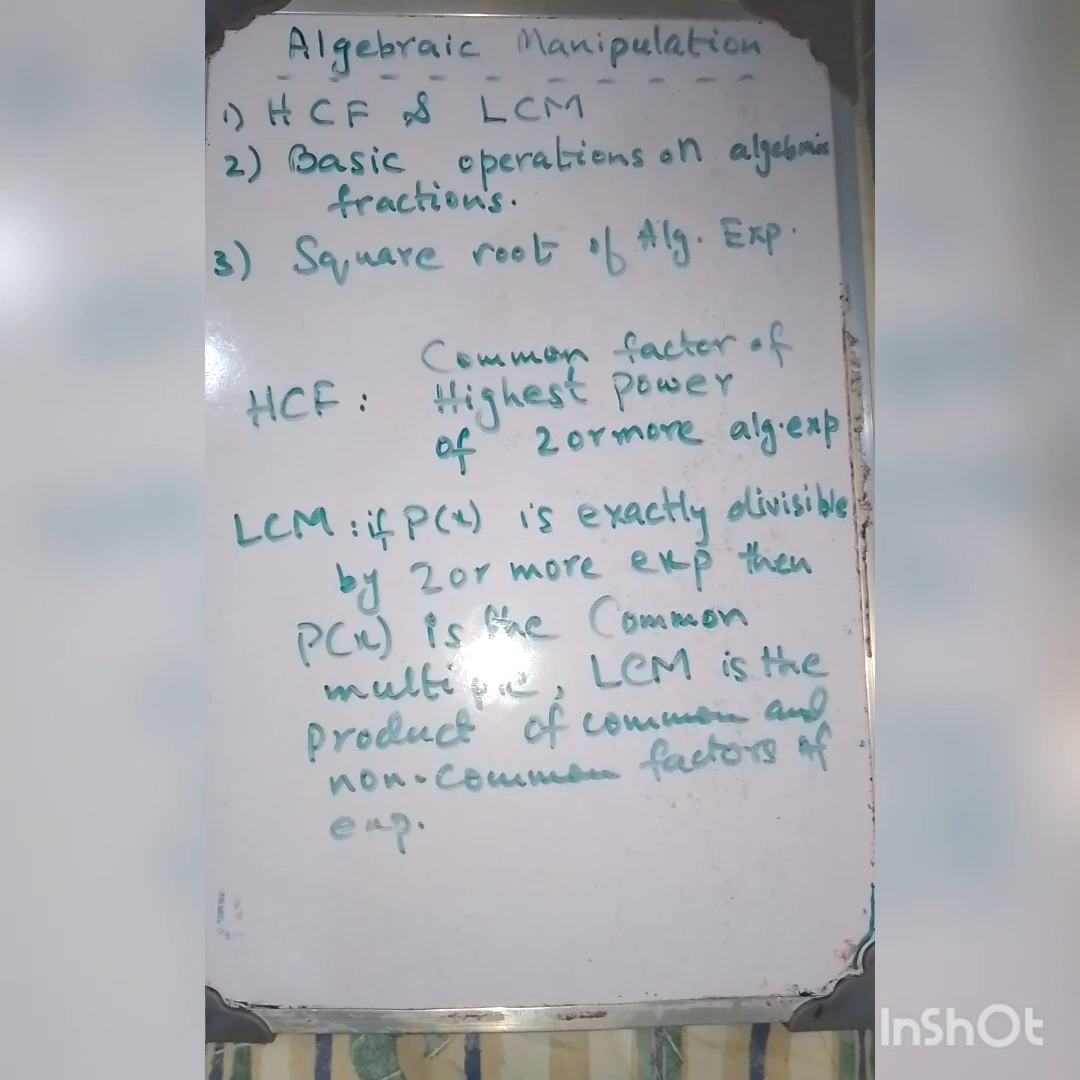 Algebraic Manipulation
1) HCF & LCM
2) Basic operations on algebraic
fractions.
3) Square root of Alg. Exp.
Common factor of
HCF: Highest power
of 2 or more alg.exp
LCM: if P(x) is exactly divisible
by 2 or more exp then
P(x) is the Common
multiple, LCM is the
product of common and
non-common factors of
exp.
InShOt